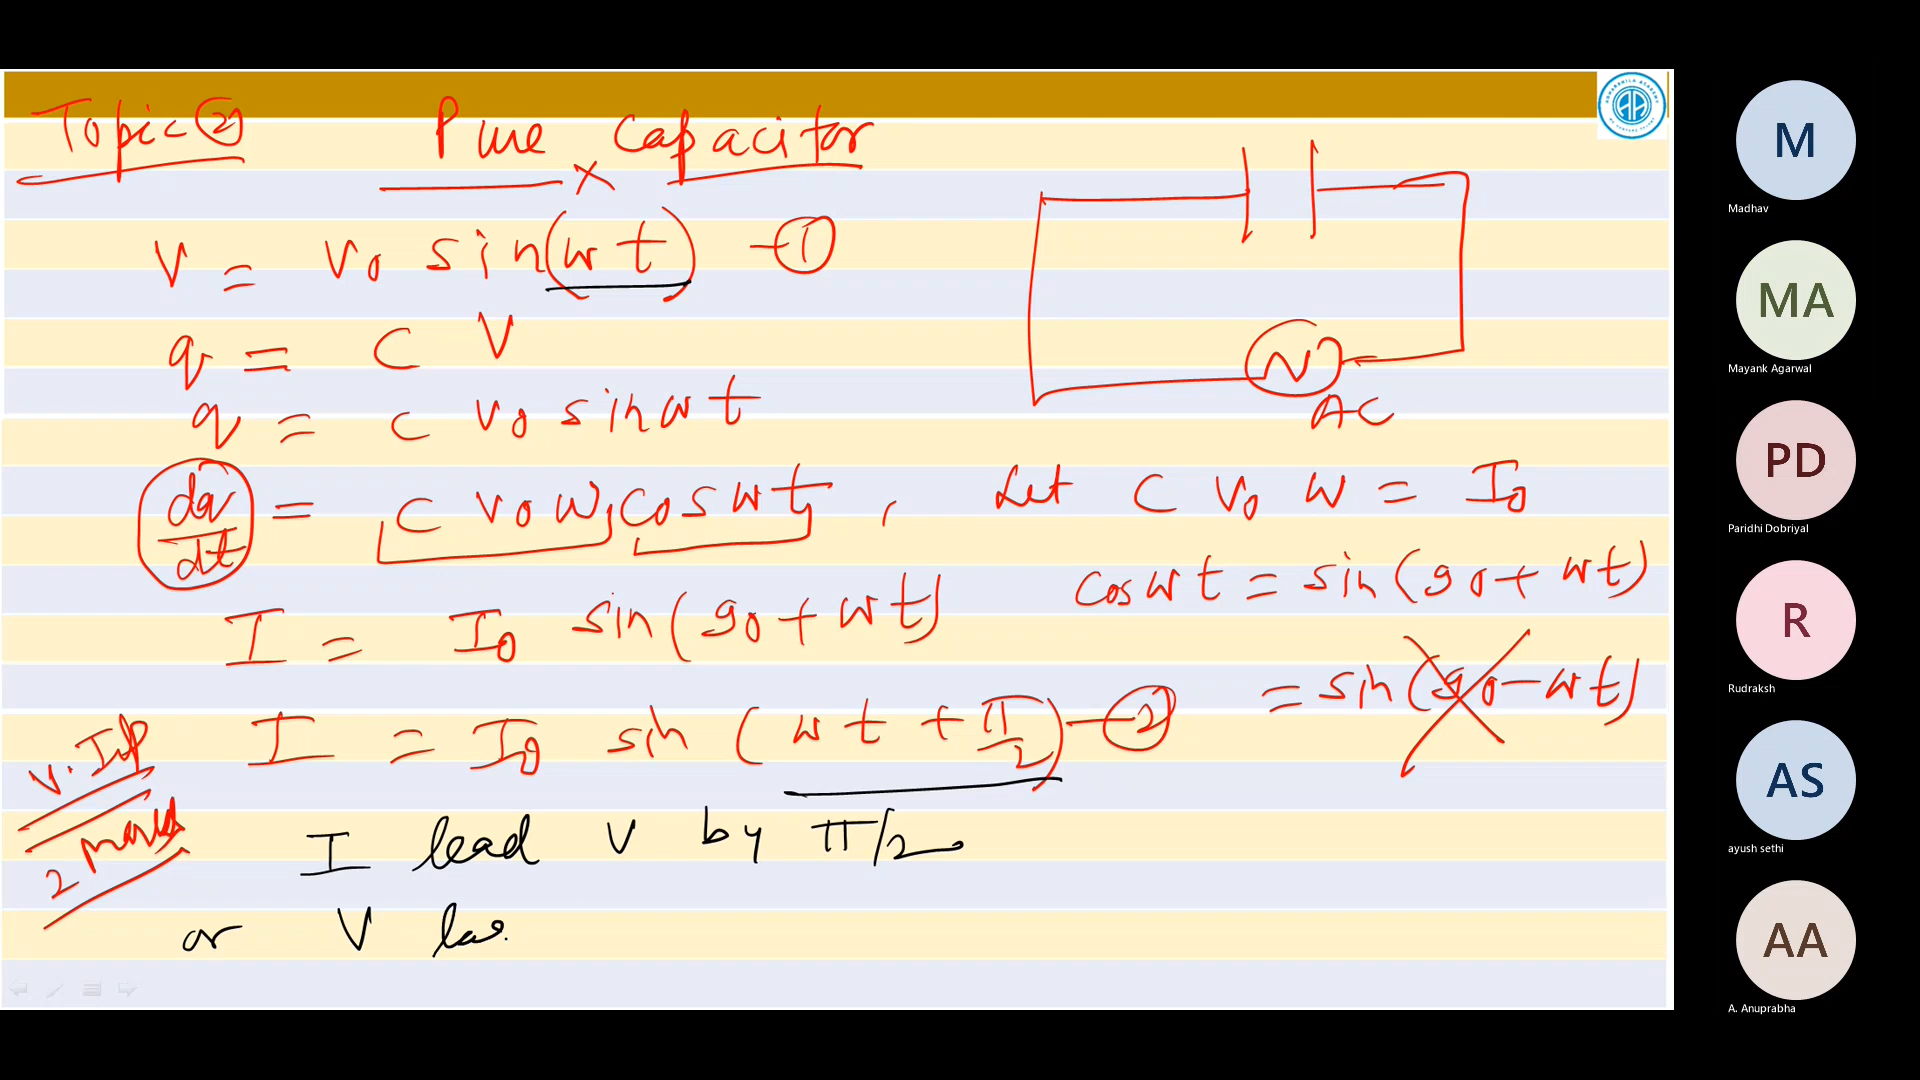 Topic ② Pure Capacitor
V = V₀ sin(wt) -①
q = C V
q = C V₀ sin wt
AC
dq/dt = C V₀ w cos wt, Let C V₀ w = I₀
cos wt = sin(90 + wt)
I = I₀ sin(90 + wt)
= sin(90 - wt)
I = I₀ sin (wt + π/2) -②
V. Imp
2 marks
I lead V by π/2.
or V
M
Madhav
MA
Mayank Agarwal
PD
Paridhi Dobriyal
R
Rudraksh
AS
ayush sethi
AA
A. Anuprabha